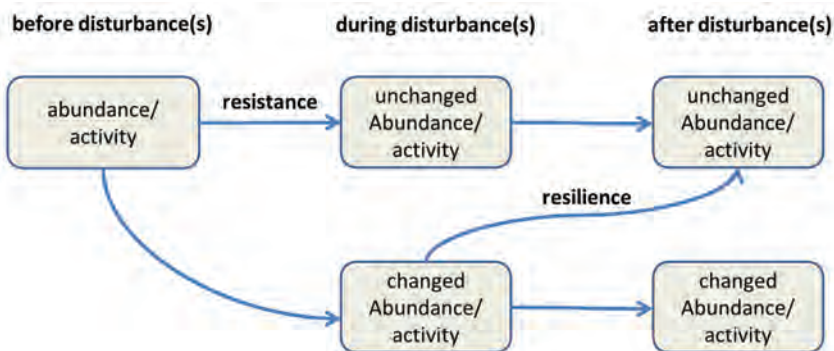 before disturbance(s)
during disturbance(s)
after disturbance(s)
abundance/
activity
resistance
unchanged
Abundance/
activity
unchanged
Abundance/
activity
resilience
changed
Abundance/
activity
changed
Abundance/
activity